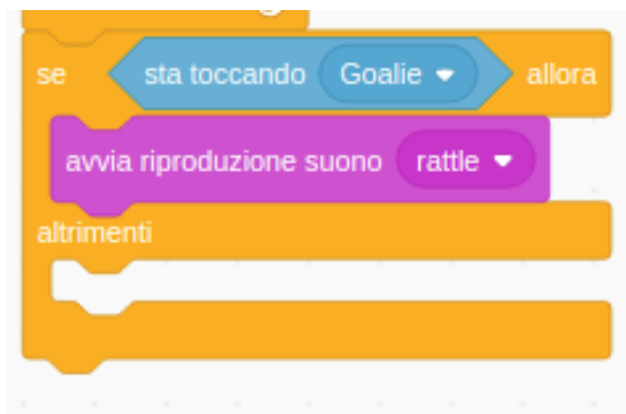 se sta toccando Goalie allora
avvia riproduzione suono rattle
altrimenti